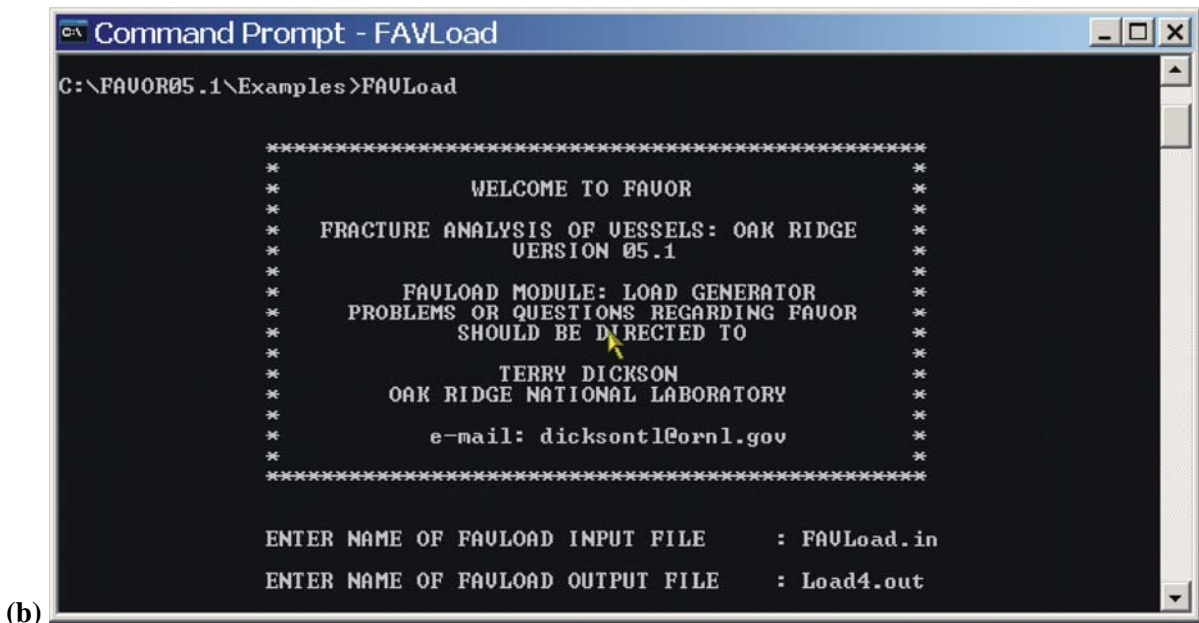 Command Prompt - FAVLoad
C:\FAVOR05.1\Examples>FAVLoad
**************************************************
* *
* WELCOME TO FAVOR *
* *
* FRACTURE ANALYSIS OF VESSELS: OAK RIDGE *
* VERSION 05.1 *
* *
* FAVLOAD MODULE: LOAD GENERATOR *
* PROBLEMS OR QUESTIONS REGARDING FAVOR *
* SHOULD BE DIRECTED TO *
* *
* TERRY DICKSON *
* OAK RIDGE NATIONAL LABORATORY *
* *
* e-mail: dicksontl@ornl.gov *
* *
**************************************************
ENTER NAME OF FAVLOAD INPUT FILE : FAVLoad.in
ENTER NAME OF FAVLOAD OUTPUT FILE : Load4.out
(b)